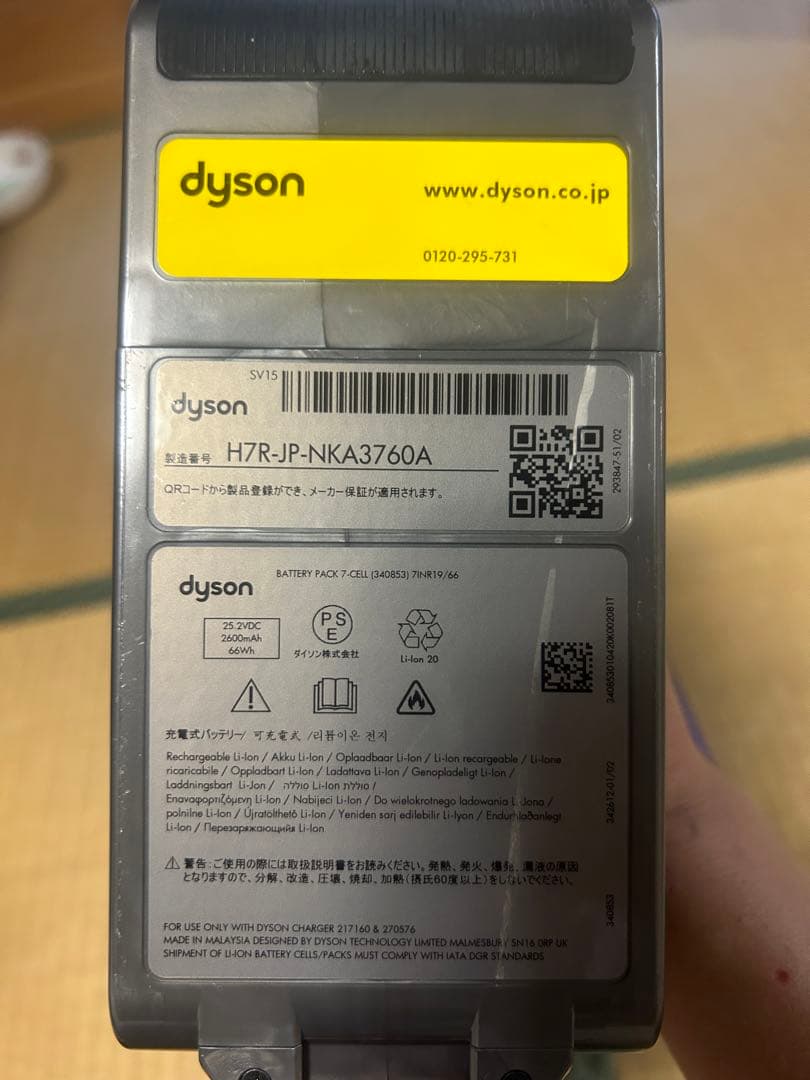 dyson
www.dyson.co.jp
0120-295-731
SV15
dyson
製造番号 H7R-JP-NKA3760A
QRコードから製品登録ができ、メーカー保証が適用されます。
293847-51/02
dyson
BATTERY PACK 7-CELL (340853) 7INR19/66
25.2VDC
2600mAh
66Wh
PS
E
ダイソン株式会社
Li-Ion 20
340853010420K002081T
充電式バッテリー/ 可充電式 /리튬이온 전지
Rechargeable Li-Ion / Akku Li-Ion / Oplaadbaar Li-Ion / Li-Ion recargeable / Li-Ione
ricaricabile / Oppladbart Li-Ion / Ladattava Li-Ion / Genopladeligt Li-Ion /
Laddningsbart Li-Jon / סוללה Li-Ion סוללת /
Επαναφορτιζόμενη Li-Ion / Nabíjecí Li-Ion / Do wielokrotnego ladowania L Jona /
polnilne Li-Ion / Újratölthető Li-Ion / Yeniden sarj edilebilir Li-Iyon / Endurhlaðanlegt
Li-Ion / Перезаряжающийся Li-Ion
342612-01/02
警告:ご使用の際には取扱説明書をお読みください。発熱、発火、爆発、漏液の原因
となりますので、分解、改造、圧壊、焼却、加熱(摂氏60度以上)をしないでください。
340853
FOR USE ONLY WITH DYSON CHARGER 217160 & 270576
MADE IN MALAYSIA DESIGNED BY DYSON TECHNOLOGY LIMITED MALMESBURY SN16 0RP UK
SHIPMENT OF LI-ION BATTERY CELLS/PACKS MUST COMPLY WITH IATA DGR STANDARDS